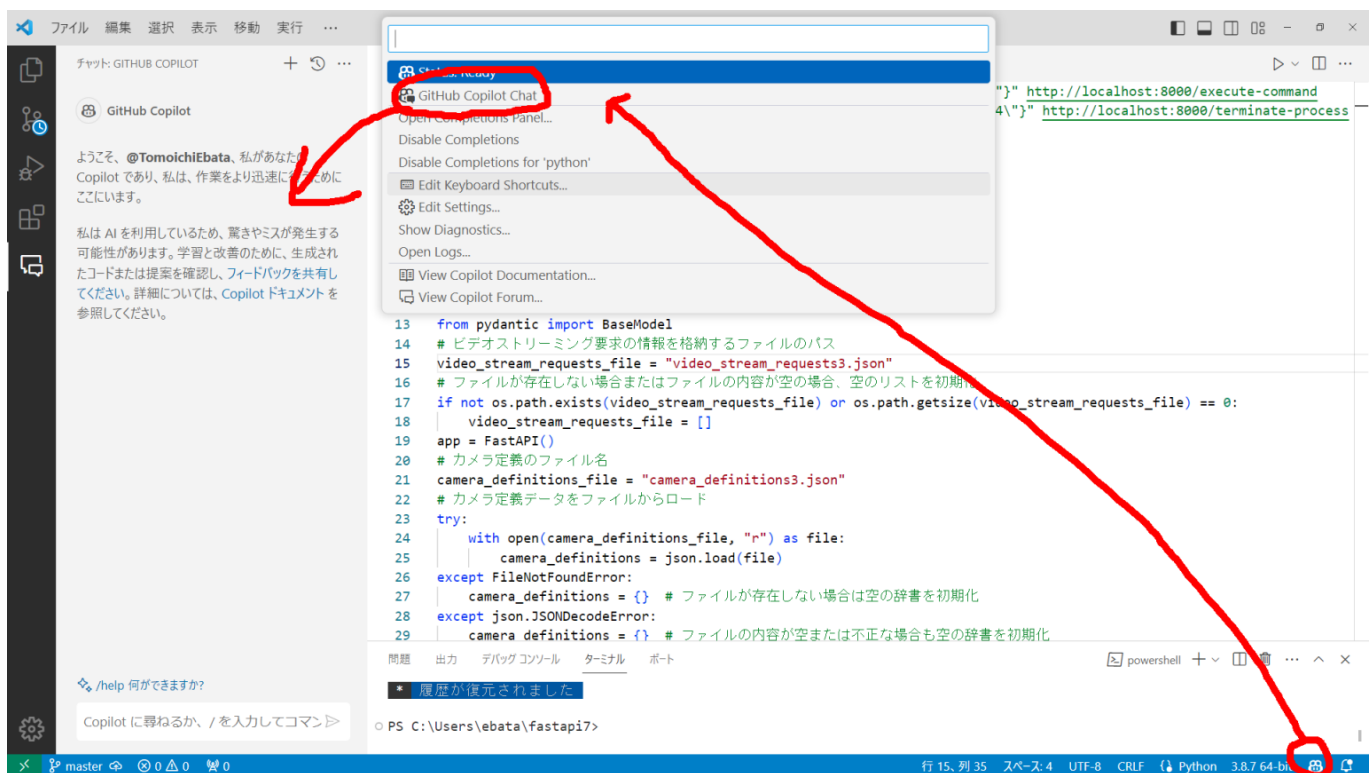 ファイル 編集 選択 表示 移動 実行 …
チャット: GITHUB COPILOT
GitHub Copilot
ようこそ、@TomoichiEbata、私があなたの
Copilot であり、私は、作業をより迅速に行うために
ここにいます。
私は AI を利用しているため、驚きやミスが発生する
可能性があります。学習と改善のために、生成され
たコードまたは提案を確認し、フィードバックを共有し
てください。詳細については、Copilot ドキュメント を
参照してください。
/help 何ができますか?
Copilot に尋ねるか、/ を入力してコマン
Status: Ready
GitHub Copilot Chat
Open Completions Panel...
Disable Completions
Disable Completions for 'python'
Edit Keyboard Shortcuts...
Edit Settings...
Show Diagnostics...
Open Logs...
View Copilot Documentation...
View Copilot Forum...
"}" http://localhost:8000/execute-command
4\"}" http://localhost:8000/terminate-process
13 from pydantic import BaseModel
14 # ビデオストリーミング要求の情報を格納するファイルのパス
15 video_stream_requests_file = "video_stream_requests3.json"
16 # ファイルが存在しない場合またはファイルの内容が空の場合、空のリストを初期化
17 if not os.path.exists(video_stream_requests_file) or os.path.getsize(video_stream_requests_file) == 0:
18 video_stream_requests_file = []
19 app = FastAPI()
20 # カメラ定義のファイル名
21 camera_definitions_file = "camera_definitions3.json"
22 # カメラ定義データをファイルからロード
23 try:
24 with open(camera_definitions_file, "r") as file:
25 camera_definitions = json.load(file)
26 except FileNotFoundError:
27 camera_definitions = {} # ファイルが存在しない場合は空の辞書を初期化
28 except json.JSONDecodeError:
29 camera_definitions = {} # ファイルの内容が空または不正な場合も空の辞書を初期化
問題 出力 デバッグ コンソール ターミナル ポート
powershell
* 履歴が復元されました
PS C:\Users\ebata\fastapi7>
master 0 0 0
行 15、列 35 スペース: 4 UTF-8 CRLF Python 3.8.7 64-bit